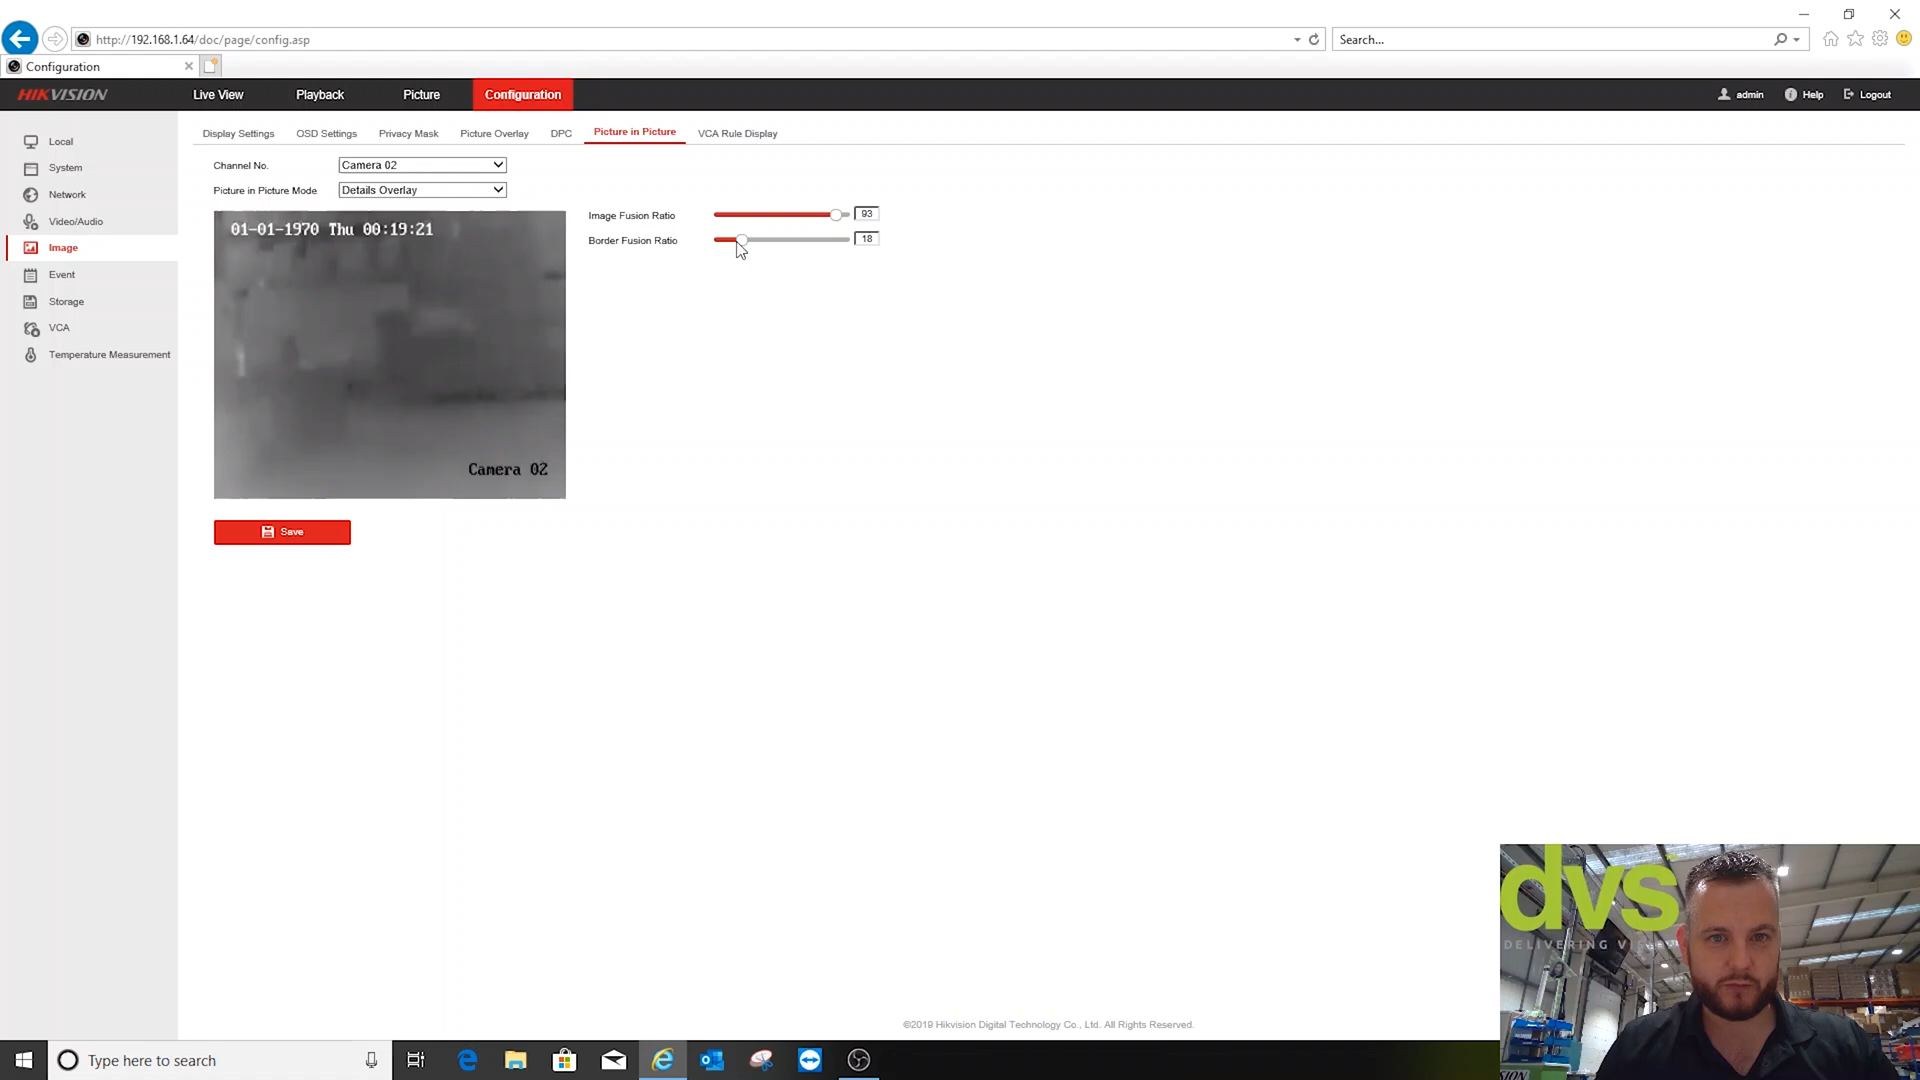 http://192.168.1.64/doc/page/config.asp
Search...
Configuration
HIKVISION
Live View
Playback
Picture
Configuration
admin
Help
Logout
Local
System
Network
Video/Audio
Image
Event
Storage
VCA
Temperature Measurement
Display Settings
OSD Settings
Privacy Mask
Picture Overlay
DPC
Picture in Picture
VCA Rule Display
Channel No.
Camera 02
Picture in Picture Mode
Details Overlay
01-01-1970 Thu 00:19:21
Camera 02
Image Fusion Ratio
93
Border Fusion Ratio
18
Save
dvs
DELIVERING
©2019 Hikvision Digital Technology Co., Ltd. All Rights Reserved.
Type here to search